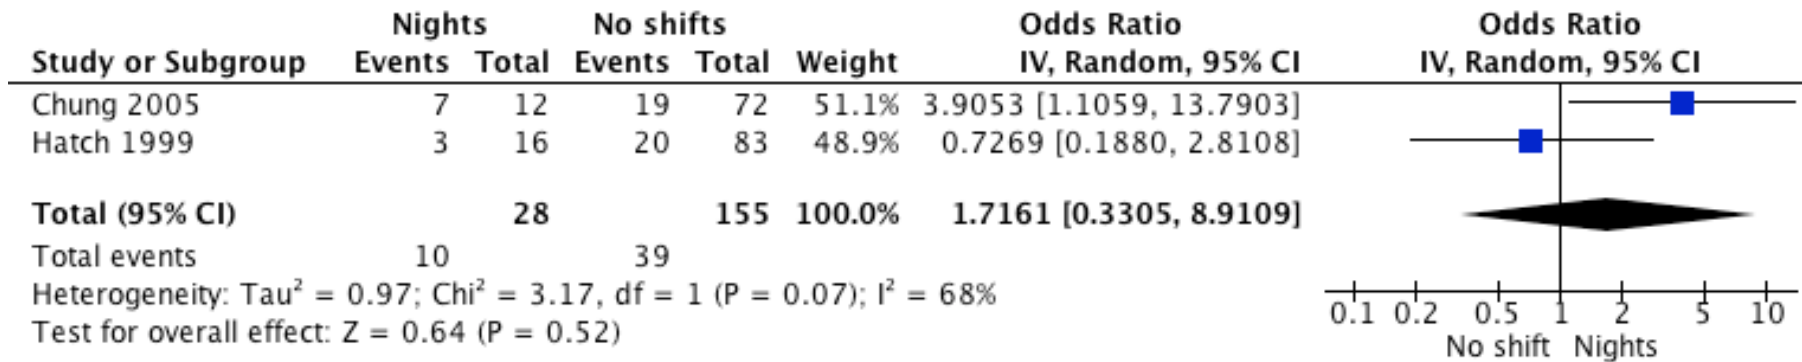 Nights No shifts Odds Ratio Odds Ratio
Study or Subgroup Events Total Events Total Weight IV, Random, 95% CI IV, Random, 95% CI
Chung 2005 7 12 19 72 51.1% 3.9053 [1.1059, 13.7903]
Hatch 1999 3 16 20 83 48.9% 0.7269 [0.1880, 2.8108]
Total (95% CI) 28 155 100.0% 1.7161 [0.3305, 8.9109]
Total events 10 39
Heterogeneity: Tau² = 0.97; Chi² = 3.17, df = 1 (P = 0.07); I² = 68%
Test for overall effect: Z = 0.64 (P = 0.52)
0.1 0.2 0.5 1 2 5 10
No shift Nights